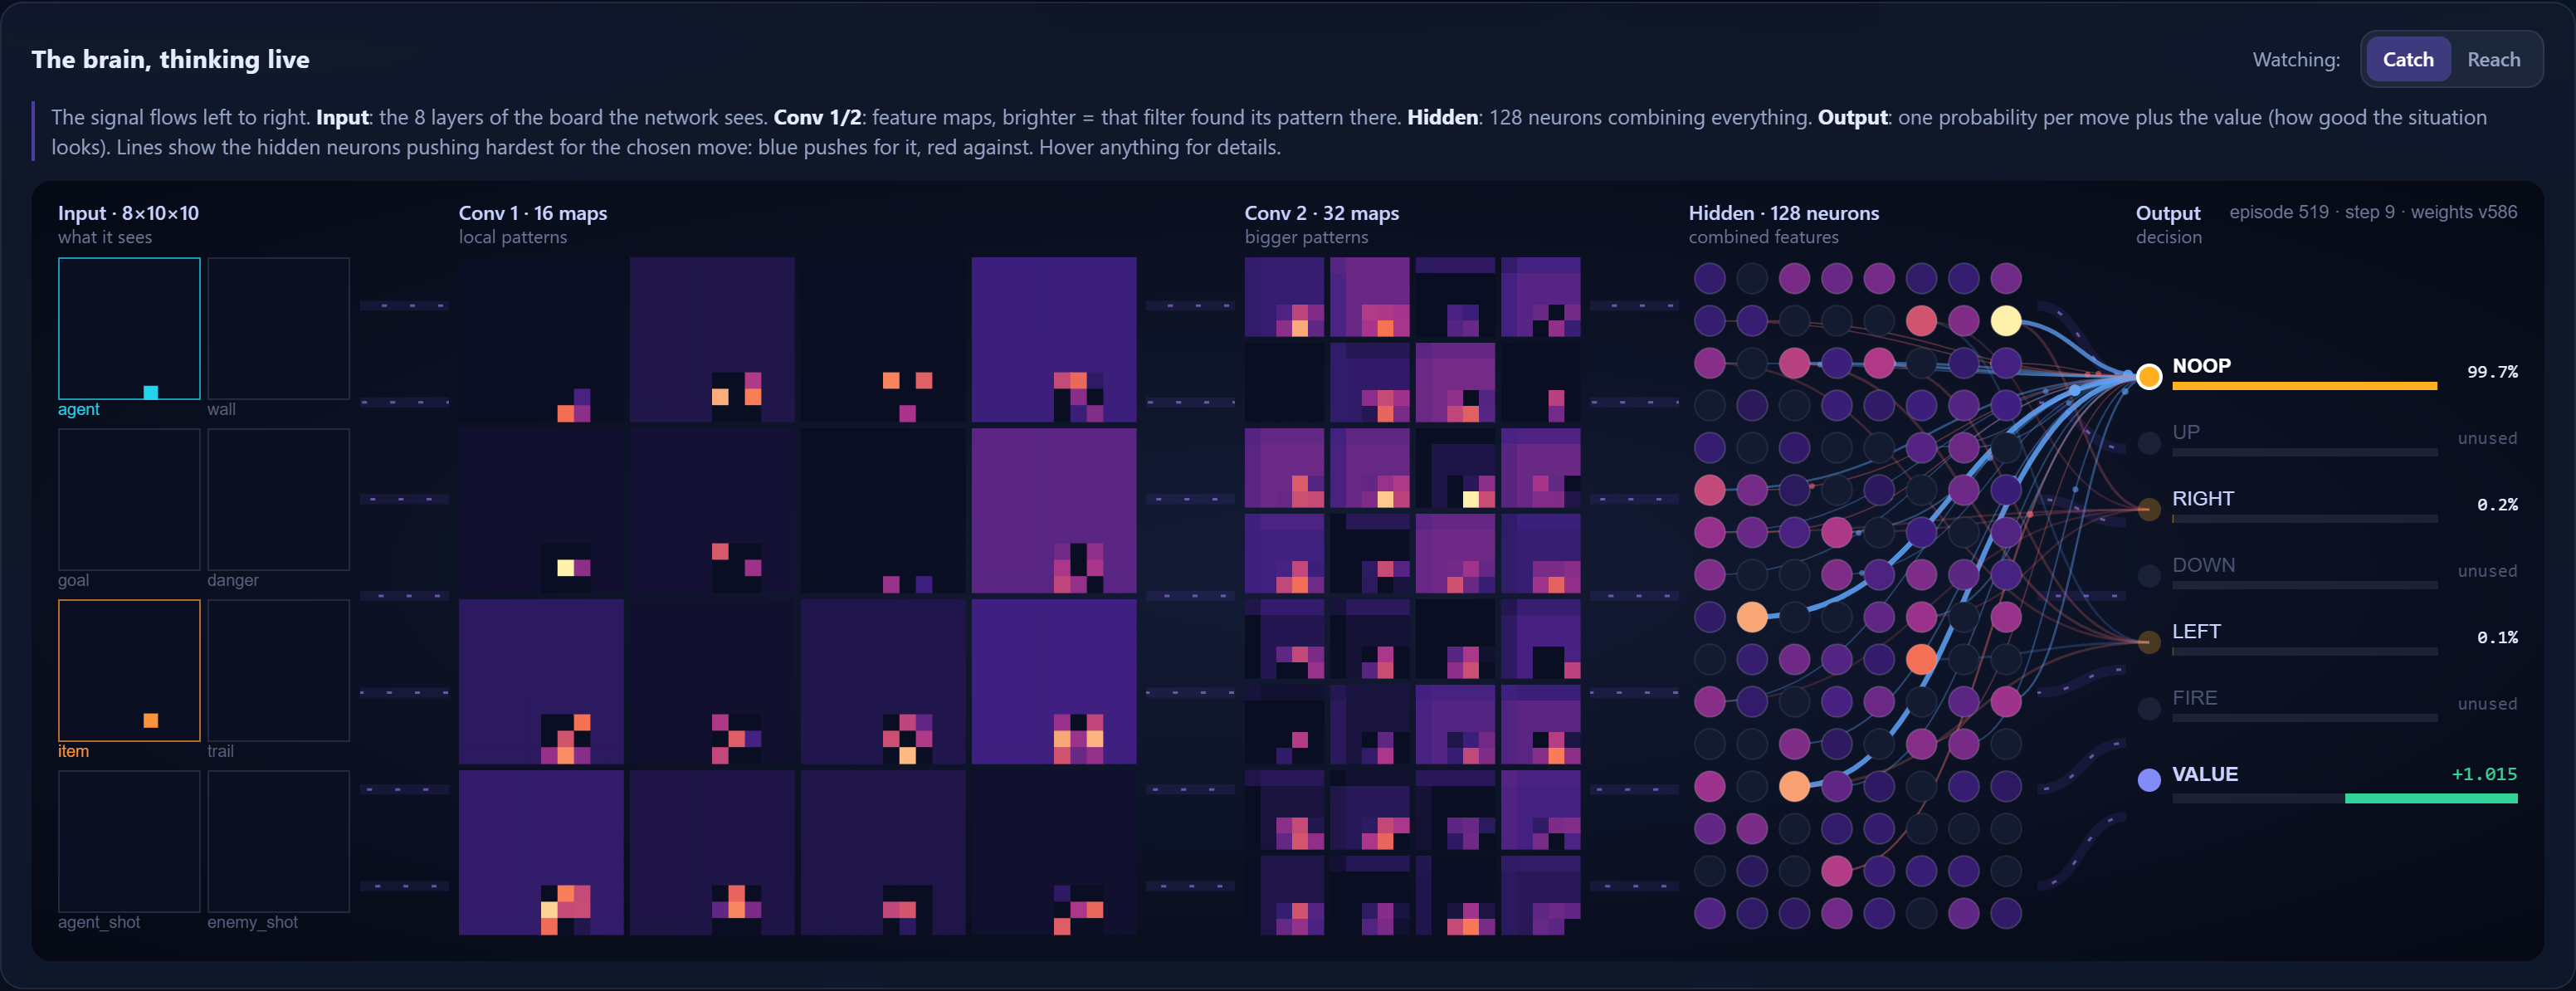 The brain, thinking live
Watching: Catch Reach
The signal flows left to right. Input: the 8 layers of the board the network sees. Conv 1/2: feature maps, brighter = that filter found its pattern there. Hidden: 128 neurons combining everything. Output: one probability per move plus the value (how good the situation
looks). Lines show the hidden neurons pushing hardest for the chosen move: blue pushes for it, red against. Hover anything for details.
Input · 8×10×10
what it sees
agent
wall
goal
danger
item
trail
agent_shot
enemy_shot
Conv 1 · 16 maps
local patterns
Conv 2 · 32 maps
bigger patterns
Hidden · 128 neurons
combined features
Output
decision
episode 519 · step 9 · weights v586
NOOP 99.7%
UP unused
RIGHT 0.2%
DOWN unused
LEFT 0.1%
FIRE unused
VALUE +1.015